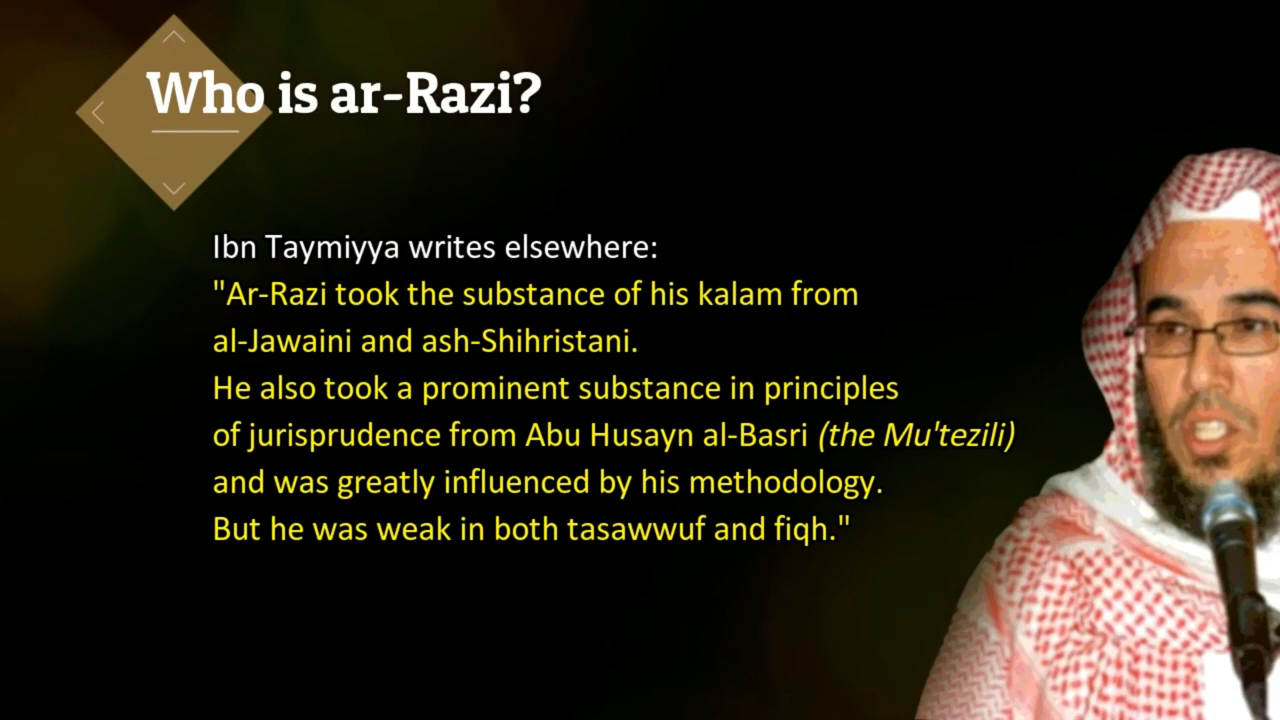 Who is ar-Razi?
Ibn Taymiyya writes elsewhere:
"Ar-Razi took the substance of his kalam from
al-Jawaini and ash-Shihristani.
He also took a prominent substance in principles
of jurisprudence from Abu Husayn al-Basri (the Mu'tezili)
and was greatly influenced by his methodology.
But he was weak in both tasawwuf and fiqh."